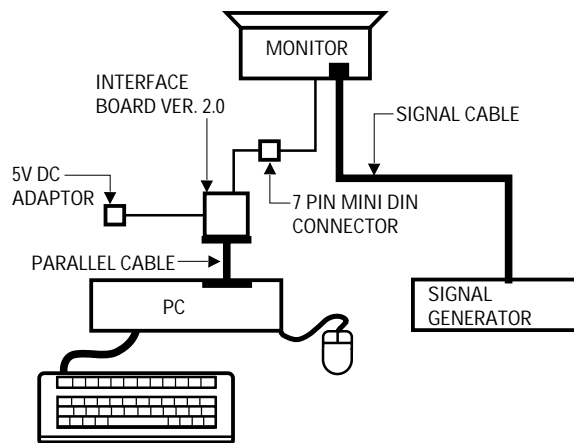 MONITOR
INTERFACE
BOARD VER. 2.0
SIGNAL CABLE
5V DC
ADAPTOR
7 PIN MINI DIN
CONNECTOR
PARALLEL CABLE
PC
SIGNAL
GENERATOR